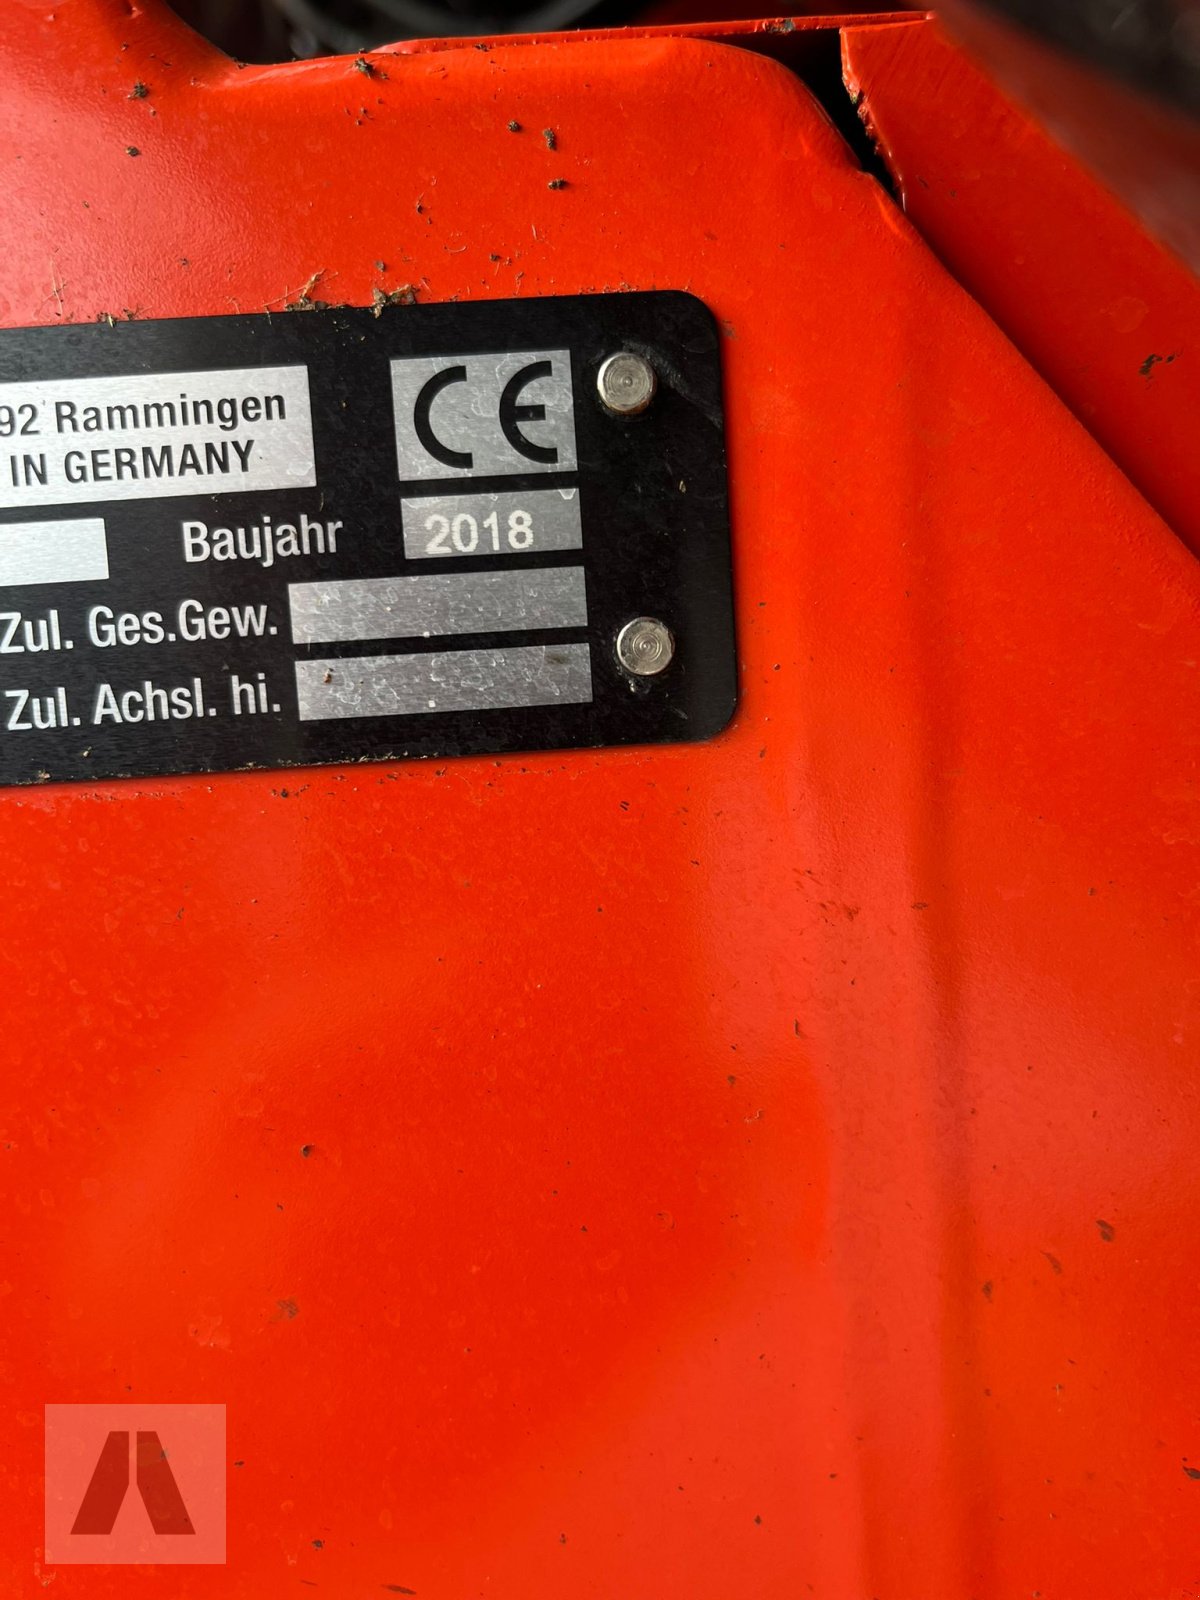 92 Rammingen
IN GERMANY
CE
Baujahr 2018
Zul. Ges.Gew.
Zul. Achsl. hi.